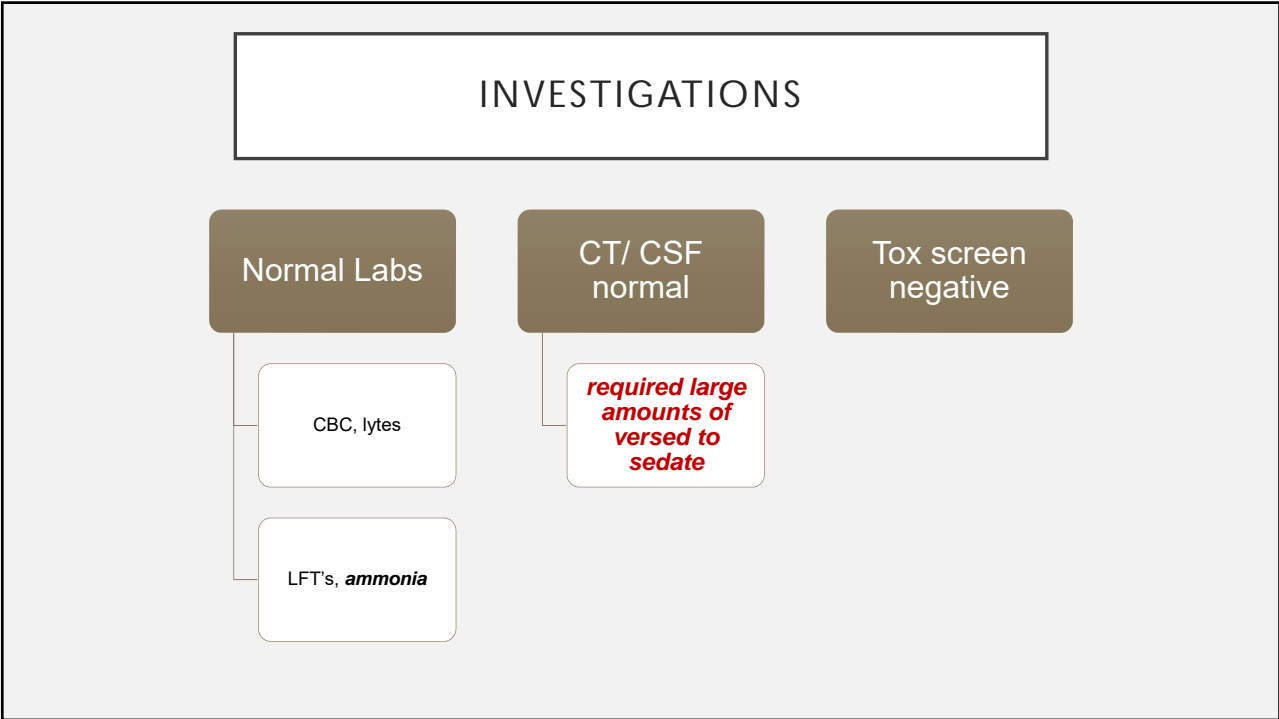 INVESTIGATIONS
Normal Labs
CBC, lytes
LFT’s, ammonia
CT/ CSF
normal
required large
amounts of
versed to
sedate
Tox screen
negative